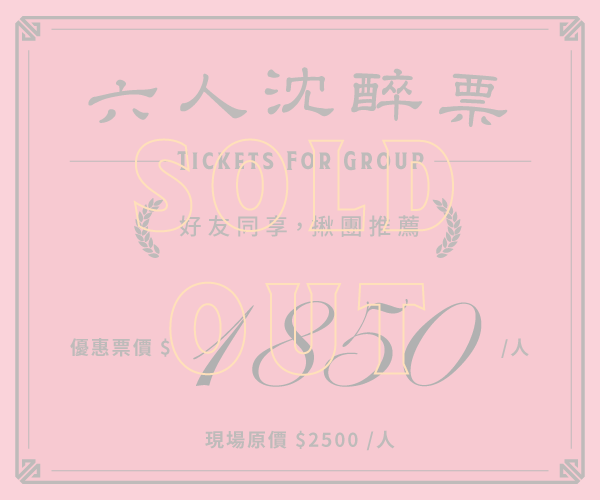 六人沈醉票
TICKETS FOR GROUP
SOLD
好友同享，揪團推薦
OUT
優惠票價 $1850 /人
現場原價 $2500 /人